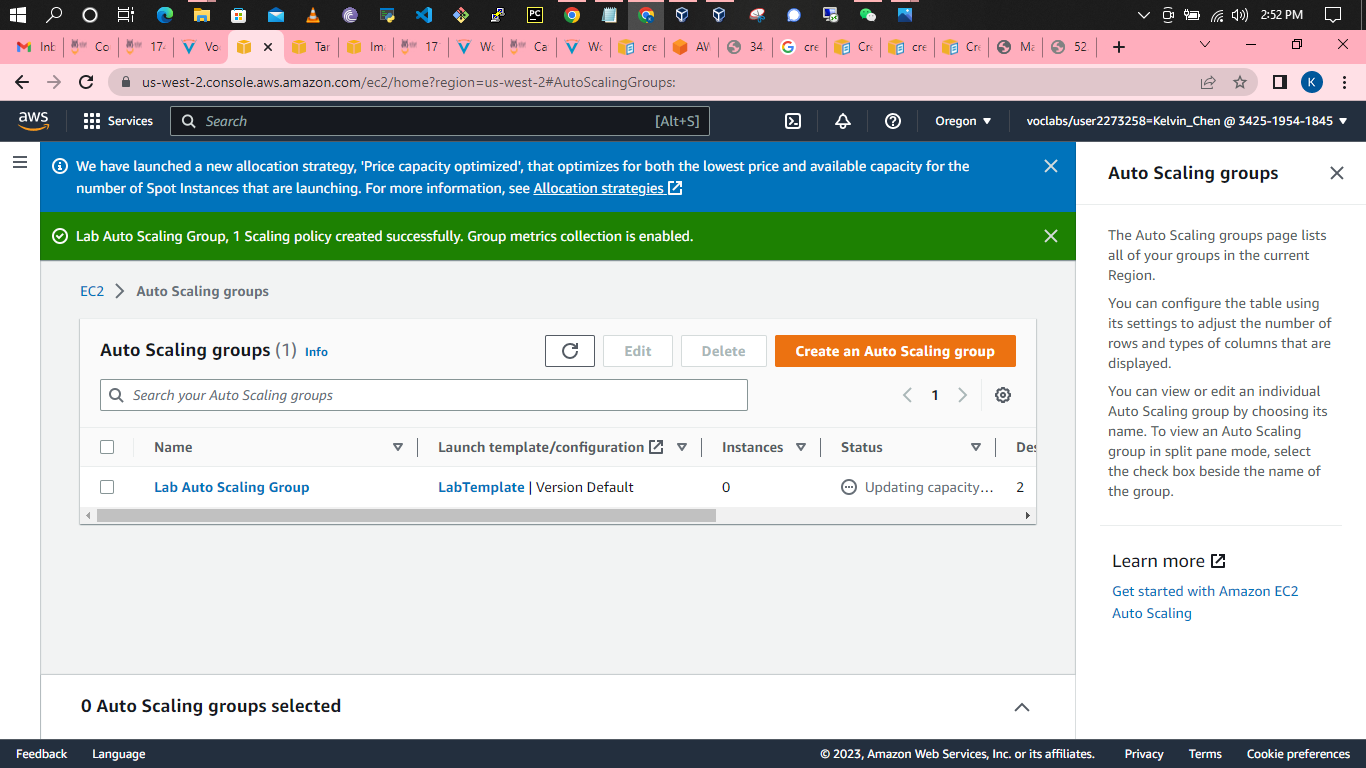 2:52 PM
Inb
Co
17-
Vo
Tar
Im
17
Wo
Ca
Wo
cre
AW
34.
cre
Cr
cre
Cr
Ma
52.
us-west-2.console.aws.amazon.com/ec2/home?region=us-west-2#AutoScalingGroups:
K
aws
Services
Search
[Alt+S]
Oregon
voclabs/user2273258=Kelvin_Chen @ 3425-1954-1845
We have launched a new allocation strategy, 'Price capacity optimized', that optimizes for both the lowest price and available capacity for the
number of Spot Instances that are launching. For more information, see Allocation strategies
Lab Auto Scaling Group, 1 Scaling policy created successfully. Group metrics collection is enabled.
EC2 > Auto Scaling groups
Auto Scaling groups (1) Info
Edit
Delete
Create an Auto Scaling group
Search your Auto Scaling groups
1
Name
Launch template/configuration
Instances
Status
Des
Lab Auto Scaling Group
LabTemplate | Version Default
0
Updating capacity...
2
0 Auto Scaling groups selected
Auto Scaling groups
The Auto Scaling groups page lists
all of your groups in the current
Region.
You can configure the table using
its settings to adjust the number of
rows and types of columns that are
displayed.
You can view or edit an individual
Auto Scaling group by choosing its
name. To view an Auto Scaling
group in split pane mode, select
the check box beside the name of
the group.
Learn more
Get started with Amazon EC2
Auto Scaling
Feedback
Language
© 2023, Amazon Web Services, Inc. or its affiliates.
Privacy
Terms
Cookie preferences